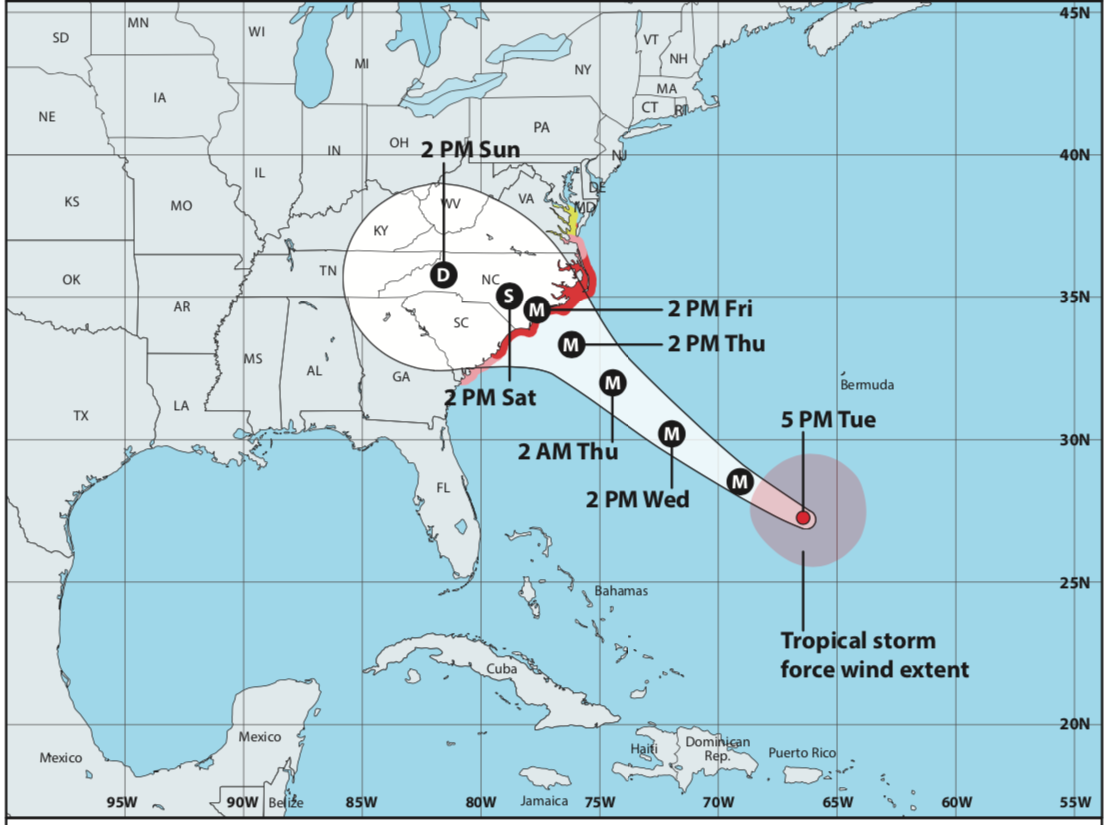 45N
MN
SD
WI
VT
NH
MI
NY
IA
MA
CT
RI
NE
PA
OH
2 PM Sun
IN
NJ
40N
IL
DE
KS
MO
WV
VA
MD
KY
TN
OK
NC
D
S
M
35N
AR
SC
2 PM Fri
M
2 PM Thu
MS
AL
GA
M
Bermuda
2 PM Sat
LA
TX
5 PM Tue
M
30N
2 AM Thu
FL
M
2 PM Wed
25N
Bahamas
Tropical storm
force wind extent
Cuba
20N
Mexico
Mexico
Haiti
Dominican
Rep.
Puerto Rico
95W
90W
Belize
85W
80W
Jamaica
75W
70W
65W
60W
55W